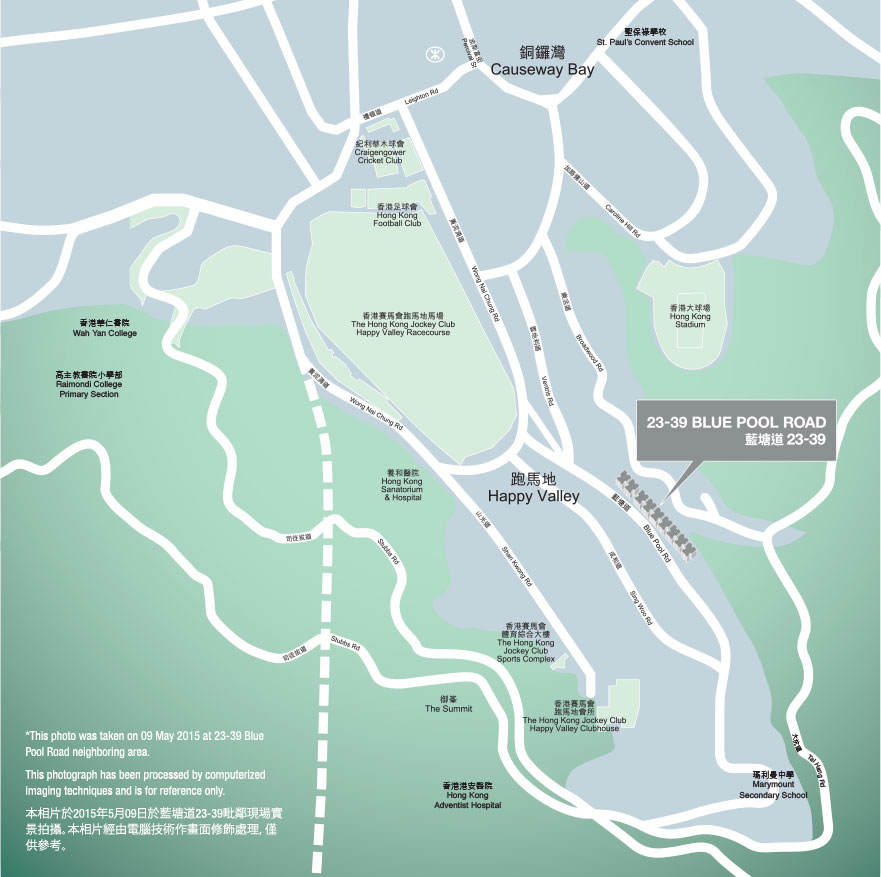 聖保祿學校
St. Paul's Convent School
銅鑼灣
Causeway Bay
波斯富街
Percival St
禮頓道
Leighton Rd
紀利華木球會
Craigengower
Cricket Club
香港足球會
Hong Kong
Football Club
加路連山道
Caroline Hill Rd
黃泥涌道
Wong Nai Chung Rd
香港大球場
Hong Kong
Stadium
樂活道
Broadwood Rd
雲地利道
Ventris Rd
香港賽馬會跑馬地馬場
The Hong Kong Jockey Club
Happy Valley Racecourse
香港華仁書院
Wah Yan College
高主教書院小學部
Raimondi College
Primary Section
黃泥涌道
Wong Nai Chung Rd
23-39 BLUE POOL ROAD
藍塘道 23-39
養和醫院
Hong Kong
Sanatorium
& Hospital
跑馬地
Happy Valley
藍塘道
Blue Pool Rd
山光道
Shan Kwong Rd
成和道
Sing Woo Rd
司徒拔道
Stubbs Rd
司徒拔道
Stubbs Rd
香港賽馬會
體育綜合大樓
The Hong Kong
Jockey Club
Sports Complex
御峯
The Summit
香港賽馬會
跑馬地會所
The Hong Kong Jockey Club
Happy Valley Clubhouse
大坑道
Tai Hang Rd
瑪利曼中學
Marymount
Secondary School
香港港安醫院
Hong Kong
Adventist Hospital
*This photo was taken on 09 May 2015 at 23-39 Blue
Pool Road neighboring area.
This photograph has been processed by computerized
imaging techniques and is for reference only.
本相片於2015年5月09日於藍塘道23-39毗鄰現場實
景拍攝。本相片經由電腦技術作畫面修飾處理，僅
供參考。